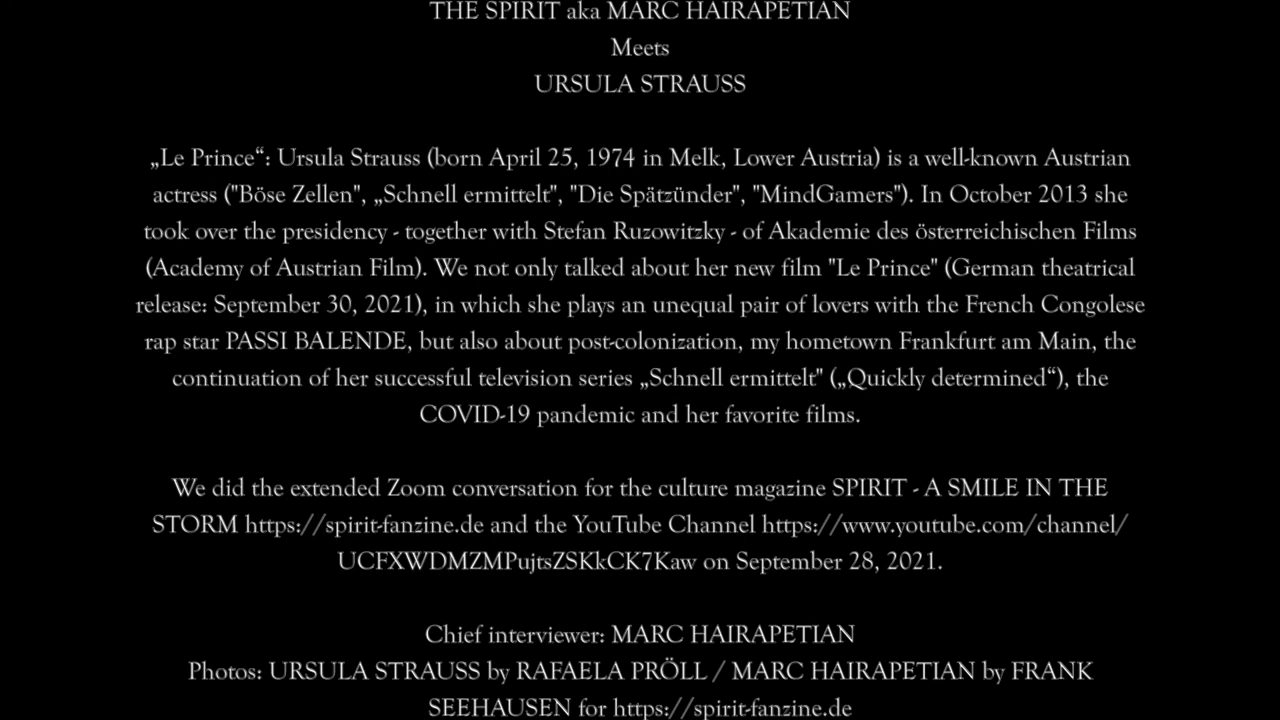 THE SPIRIT aka MARC HAIRAPETIAN
Meets
URSULA STRAUSS
„Le Prince“: Ursula Strauss (born April 25, 1974 in Melk, Lower Austria) is a well-known Austrian
actress ("Böse Zellen", „Schnell ermittelt", "Die Spätzünder", "MindGamers"). In October 2013 she
took over the presidency - together with Stefan Ruzowitzky - of Akademie des österreichischen Films
(Academy of Austrian Film). We not only talked about her new film "Le Prince" (German theatrical
release: September 30, 2021), in which she plays an unequal pair of lovers with the French Congolese
rap star PASSI BALENDE, but also about post-colonization, my hometown Frankfurt am Main, the
continuation of her successful television series „Schnell ermittelt" („Quickly determined“), the
COVID-19 pandemic and her favorite films.
We did the extended Zoom conversation for the culture magazine SPIRIT - A SMILE IN THE
STORM https://spirit-fanzine.de and the YouTube Channel https://www.youtube.com/channel/
UCFXWDMZMPujtsZSKkCK7Kaw on September 28, 2021.
Chief interviewer: MARC HAIRAPETIAN
Photos: URSULA STRAUSS by RAFAELA PRÖLL / MARC HAIRAPETIAN by FRANK
SEEHAUSEN for https://spirit-fanzine.de